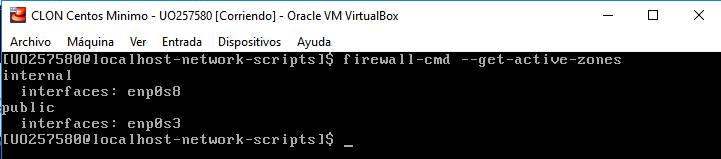 CLON Centos Minimo - UO257580 [Corriendo] - Oracle VM VirtualBox
Archivo Máquina Ver Entrada Dispositivos Ayuda
[UO257580@localhost-network-scripts]$ firewall-cmd --get-active-zones
internal
  interfaces: enp0s8
public
  interfaces: enp0s3
[UO257580@localhost-network-scripts]$ _